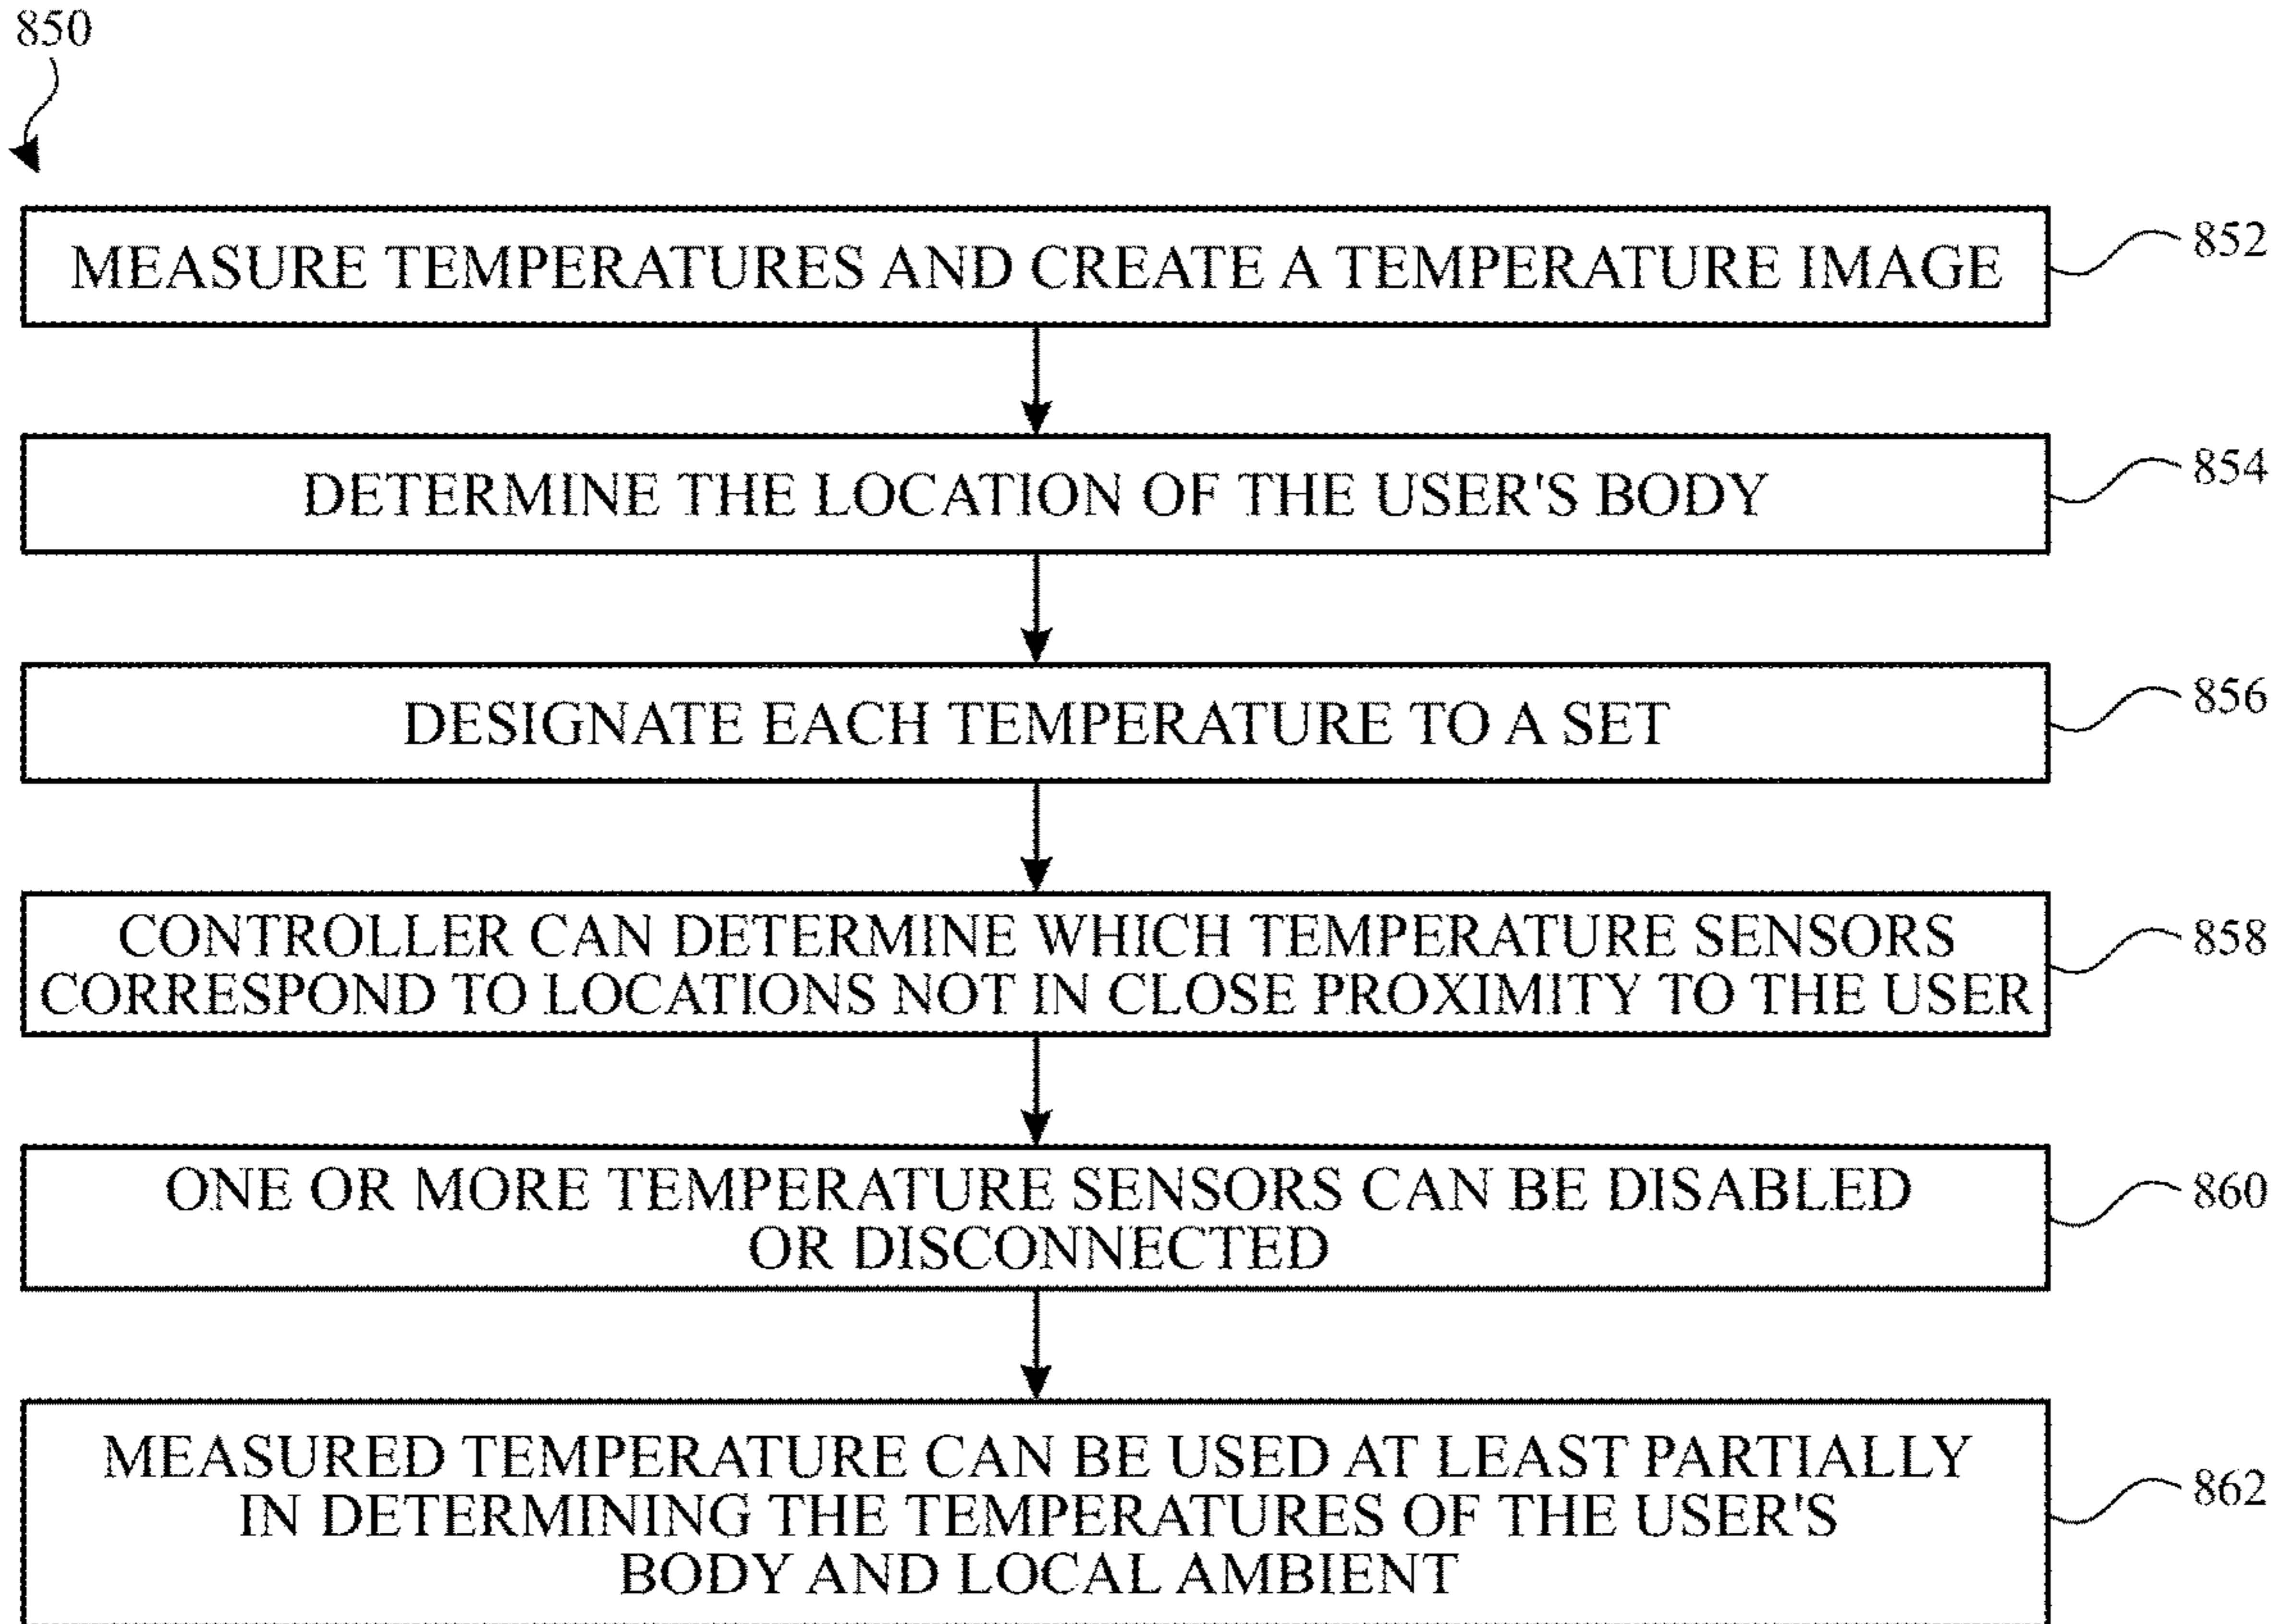 850
MEASURE TEMPERATURES AND CREATE A TEMPERATURE IMAGE
852
DETERMINE THE LOCATION OF THE USER'S BODY
854
DESIGNATE EACH TEMPERATURE TO A SET
856
CONTROLLER CAN DETERMINE WHICH TEMPERATURE SENSORS
CORRESPOND TO LOCATIONS NOT IN CLOSE PROXIMITY TO THE USER
858
ONE OR MORE TEMPERATURE SENSORS CAN BE DISABLED
OR DISCONNECTED
860
MEASURED TEMPERATURE CAN BE USED AT LEAST PARTIALLY
IN DETERMINING THE TEMPERATURES OF THE USER'S
BODY AND LOCAL AMBIENT
862